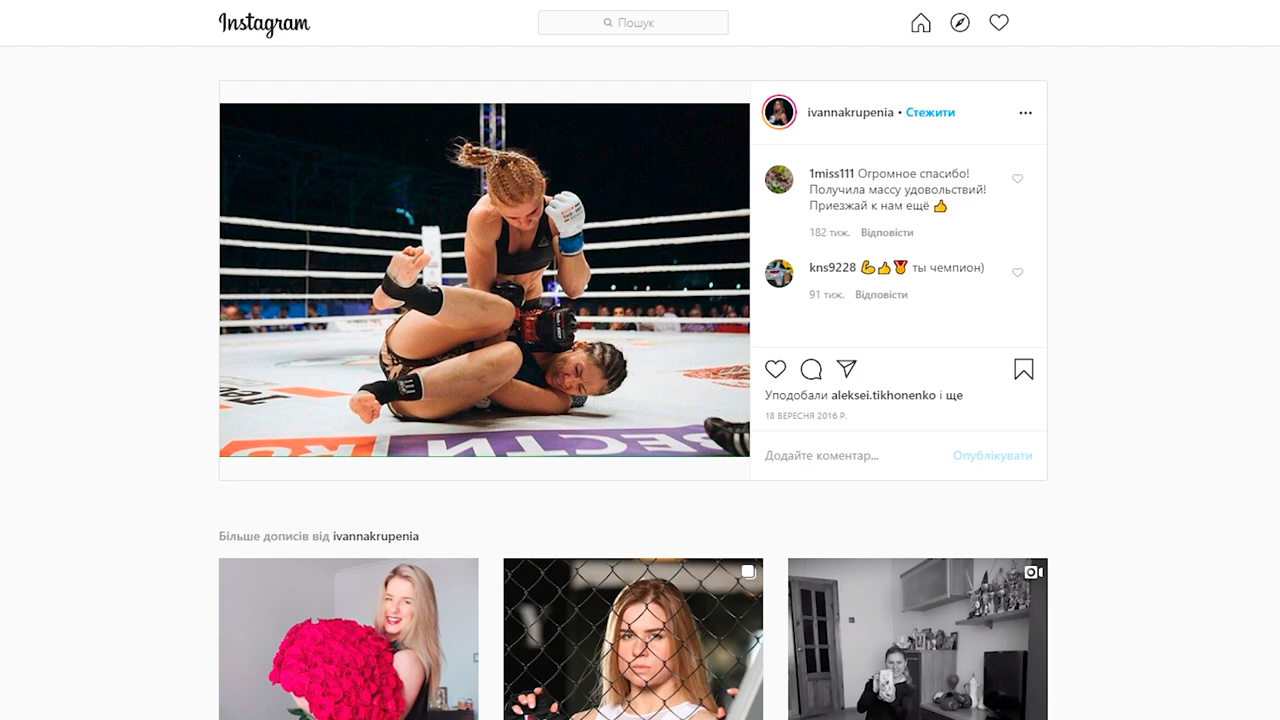 Instagram
Пошук
ivannakrupenia • Стежити
1miss111 Огромное спасибо!
Получила массу удовольствий!
Приезжай к нам ещё 👍
182 тиж. Відповісти
kns9228 💪👍🏅 ты чемпион)
91 тиж. Відповісти
Уподобали aleksei.tikhonenko і ще
18 ВЕРЕСНЯ 2016 Р.
Додайте коментар... Опублікувати
ВЕСТИ
Більше дописів від ivannakrupenia